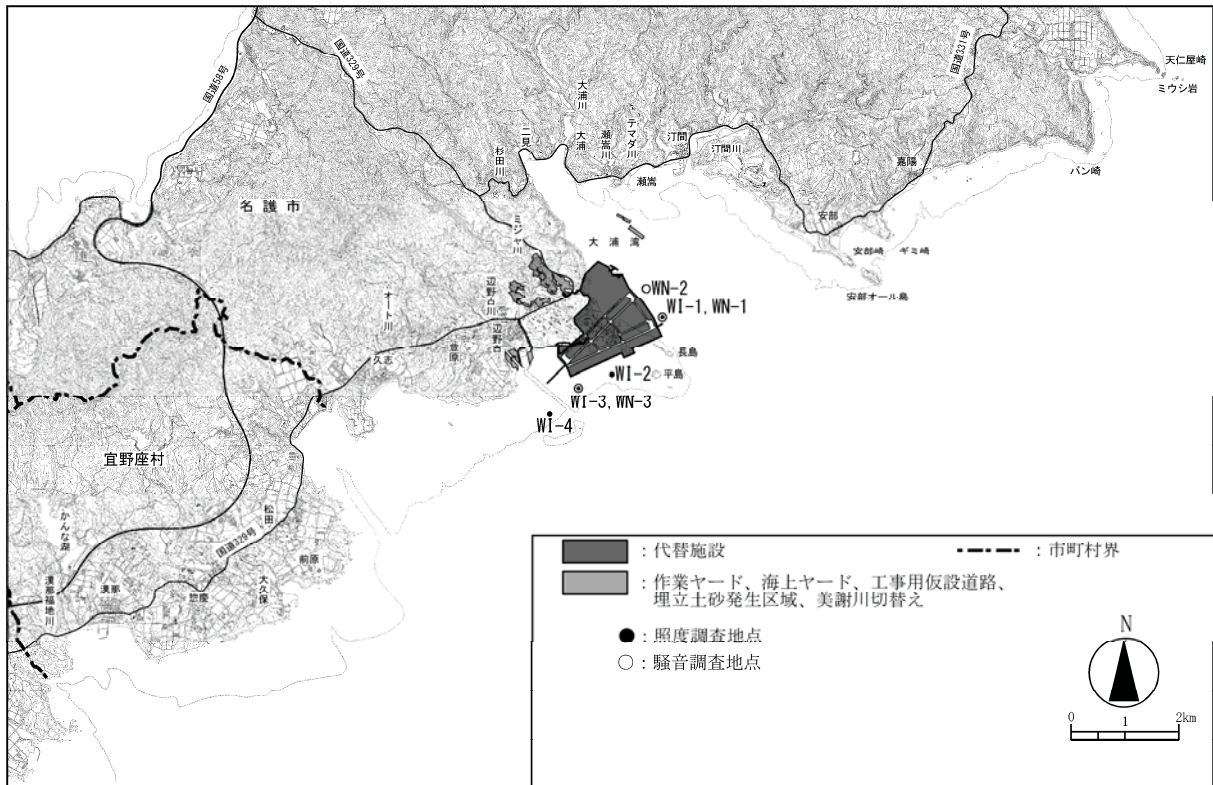 国道58号
国道329号
国道331号
天仁屋崎
ミウシ岩
バン崎
大浦川
大浦
瀬嵩川
テマダ川
汀間
汀間川
嘉陽
二見
杉田川
瀬嵩
名護市
ミジャ川
大浦湾
安部
安部崎
ギミ崎
安部オール島
辺野古川
辺野古
オート川
豊原
久志
WN-2
WI-1, WN-1
長島
WI-2
平島
WI-3, WN-3
WI-4
宜野座村
かんな湖
松田
国道329号
前原
大久保
惣慶
漢那
漢那福地川
:代替施設
:市町村界
:作業ヤード、海上ヤード、工事用仮設道路、
埋立土砂発生区域、美謝川切替え
:照度調査地点
:騒音調査地点
N
0 1 2km